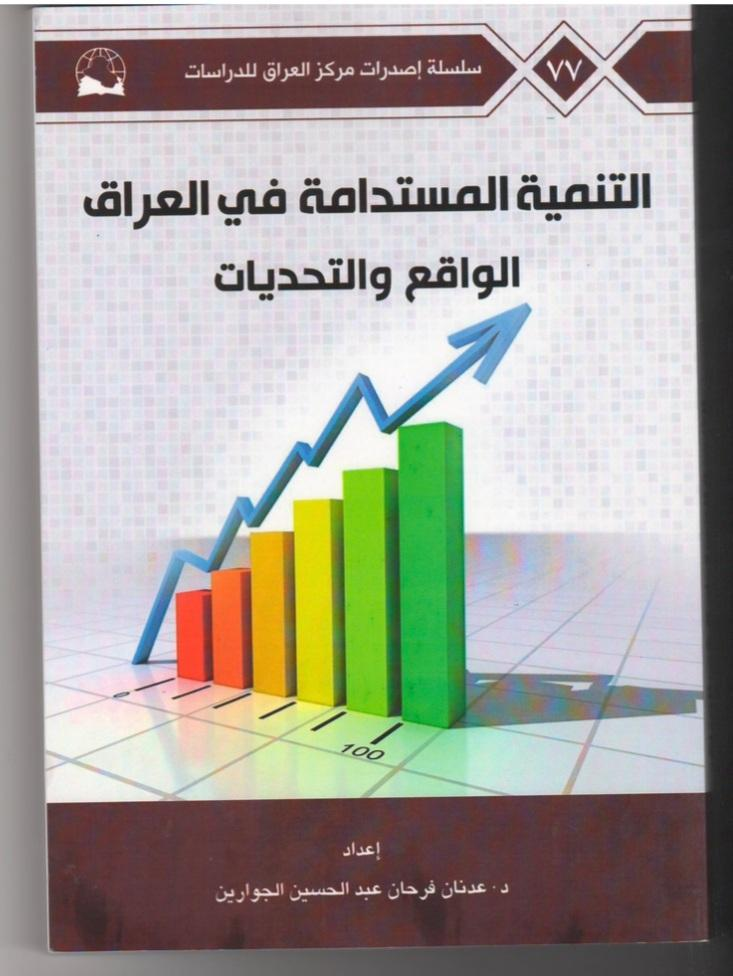 سلسلة إصدرات مركز العراق للدراسات
٧٧
التنمية المستدامة في العراق
الواقع والتحديات
0
100
إعداد
د. عدنان فرحان عبد الحسين الجوارين